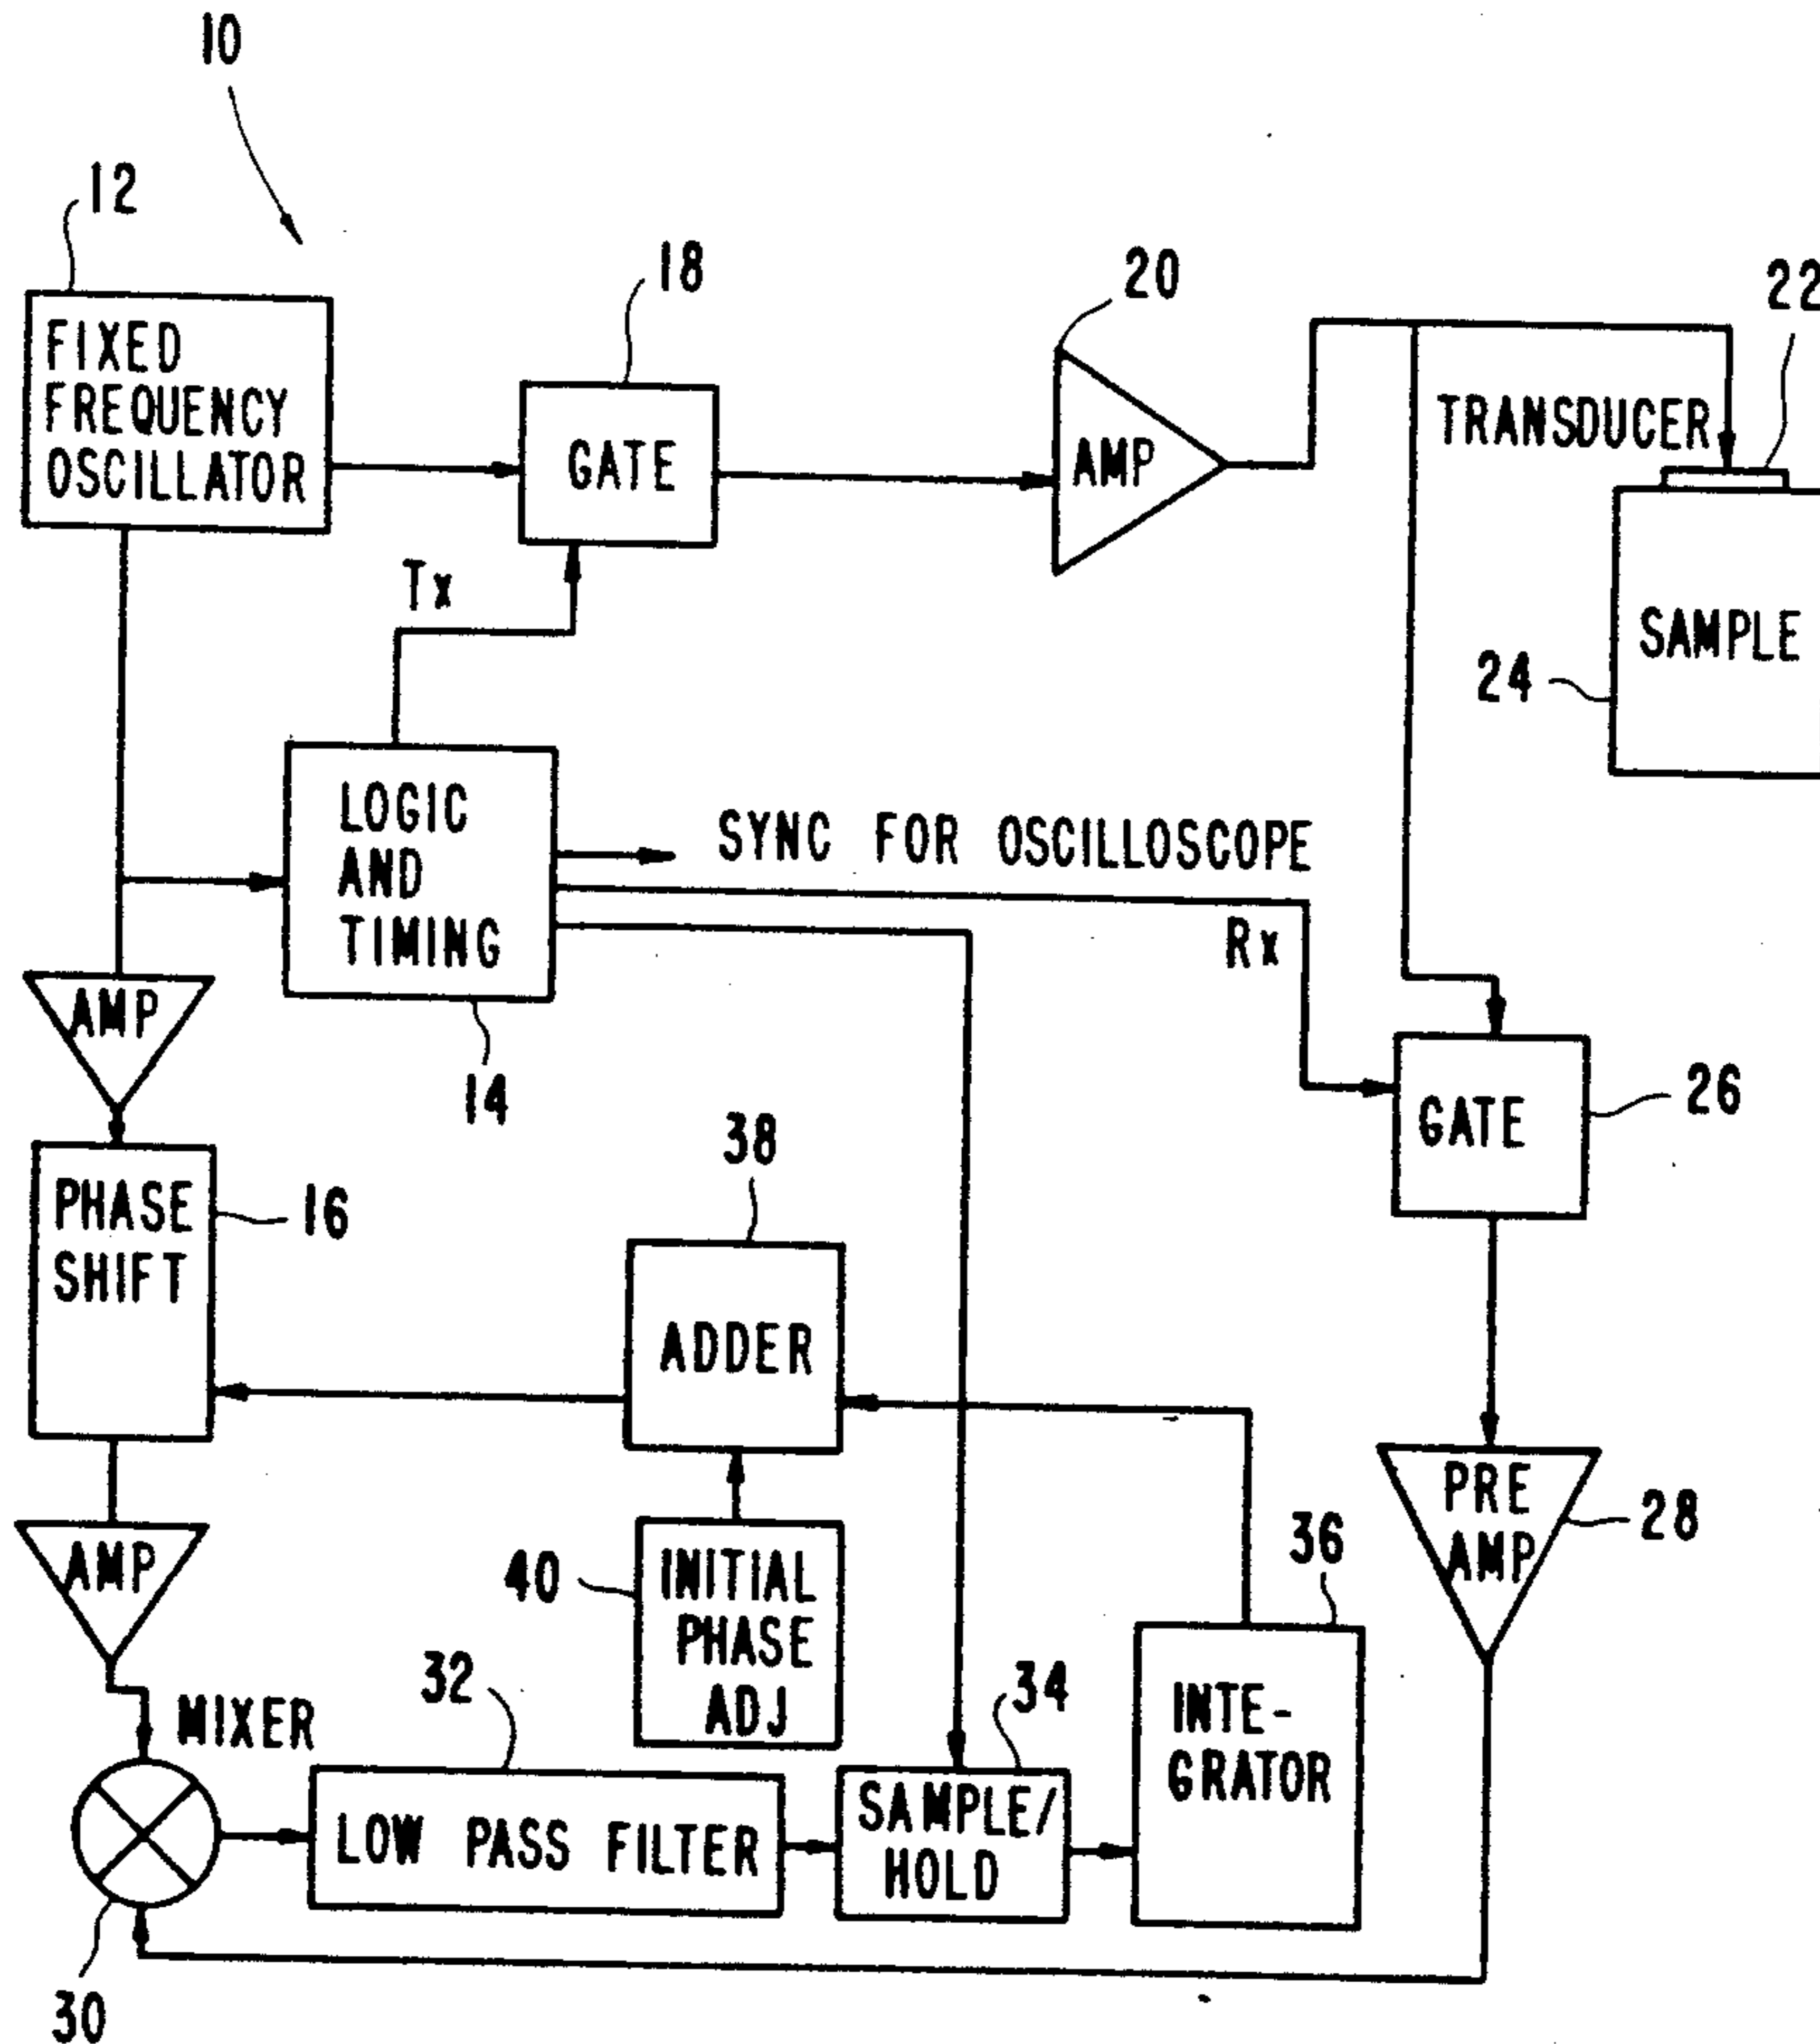 10
12
18
20
22
FIXED
FREQUENCY
OSCILLATOR
GATE
AMP
TRANSDUCER
Tx
SAMPLE
24
LOGIC
AND
TIMING
SYNC FOR OSCILLOSCOPE
Rx
AMP
14
GATE
26
38
PHASE
SHIFT
16
ADDER
PRE
AMP
28
AMP
40
INITIAL
PHASE
ADJ
36
32
34
MIXER
INTE-
GRATOR
LOW PASS FILTER
SAMPLE/
HOLD
30